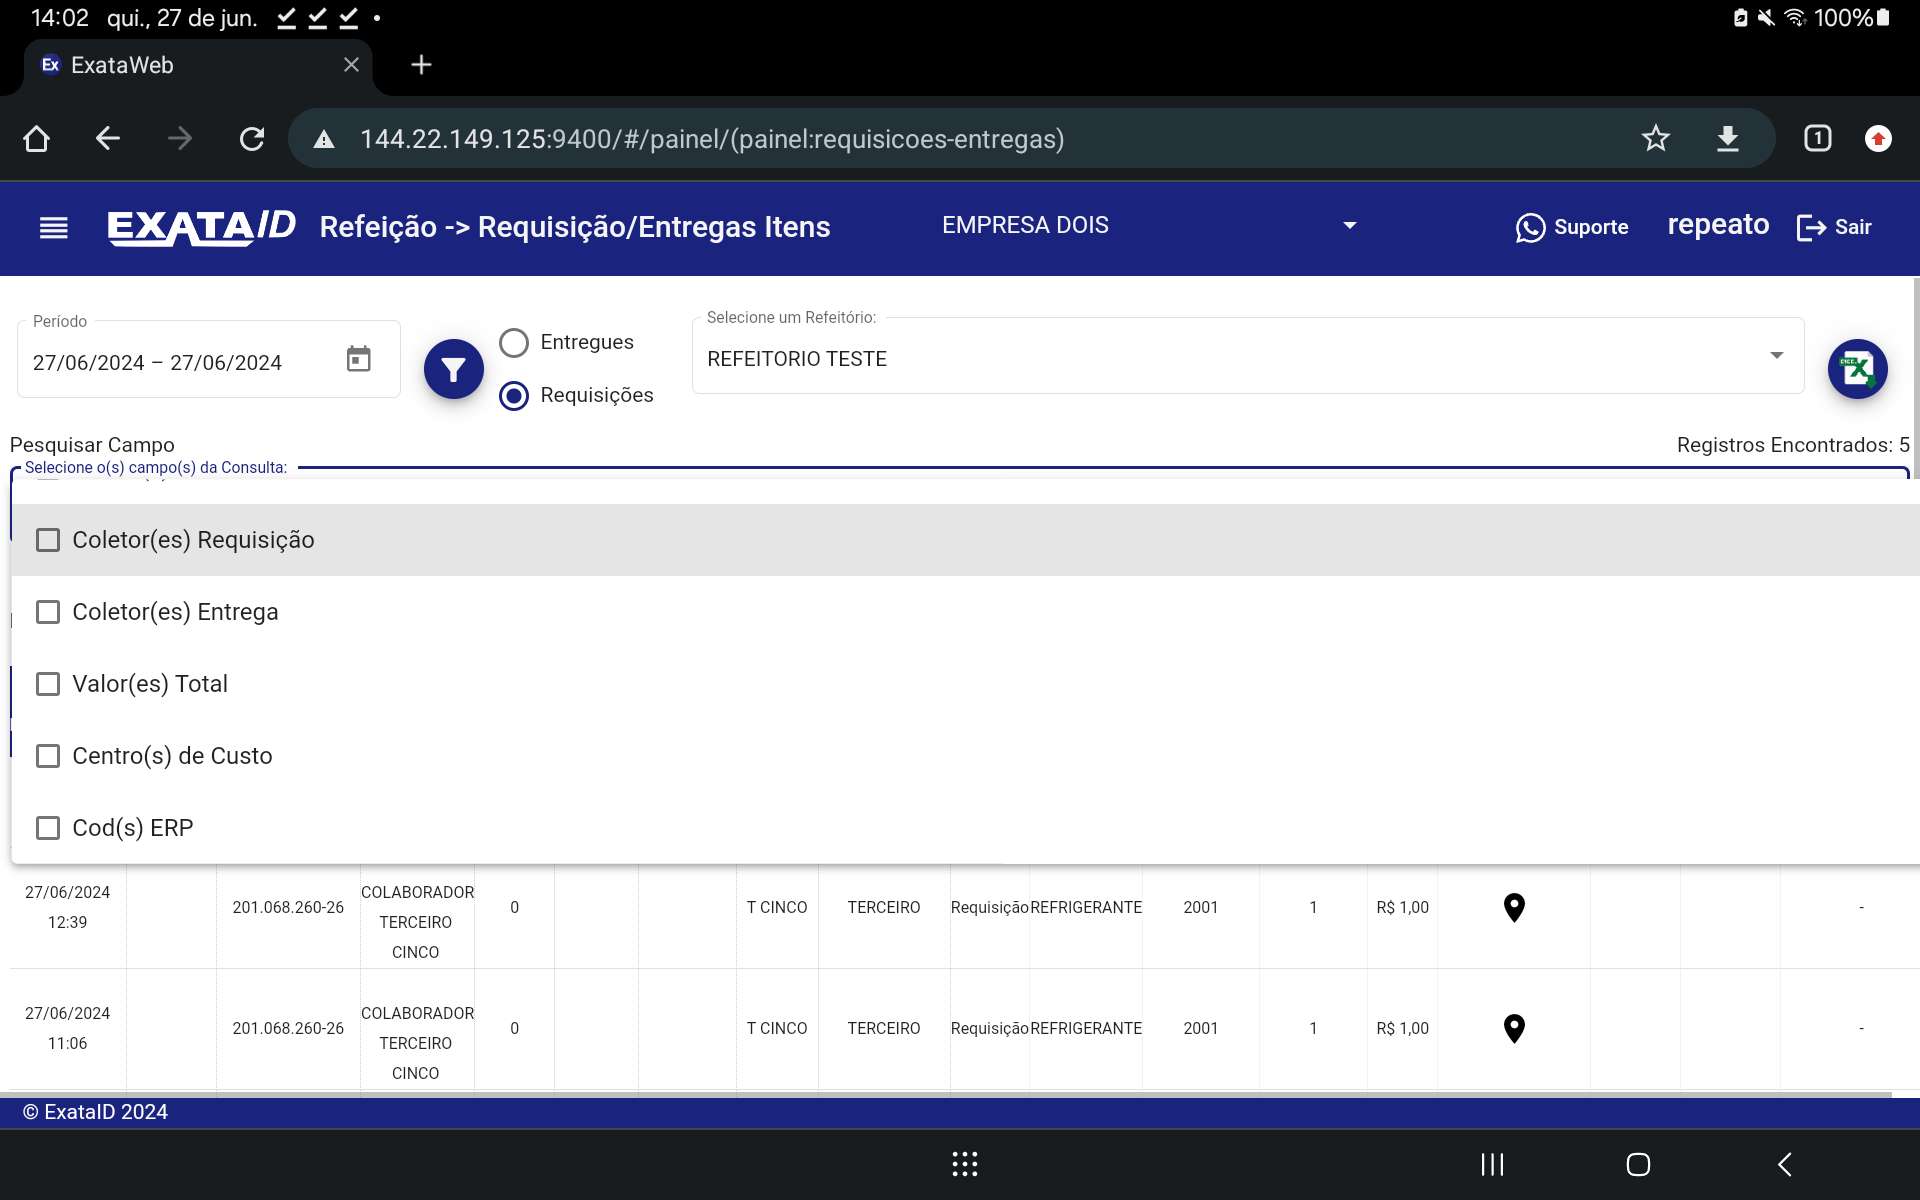 14:02 qui., 27 de jun.
100%
Ex ExataWeb
144.22.149.125:9400/#/painel/(painel:requisicoes-entregas)
1
EXATAID Refeição -> Requisição/Entregas Itens EMPRESA DOIS Suporte repeato Sair
Período
27/06/2024 – 27/06/2024
Entregues
Requisições
Selecione um Refeitório:
REFEITORIO TESTE
Pesquisar Campo
Registros Encontrados: 5
Selecione o(s) campo(s) da Consulta:
Coletor(es) Requisição
Coletor(es) Entrega
Valor(es) Total
Centro(s) de Custo
Cod(s) ERP
27/06/2024 12:39 201.068.260-26 COLABORADOR TERCEIRO CINCO 0 T CINCO TERCEIRO Requisição REFRIGERANTE 2001 1 R$ 1,00 -
27/06/2024 11:06 201.068.260-26 COLABORADOR TERCEIRO CINCO 0 T CINCO TERCEIRO Requisição REFRIGERANTE 2001 1 R$ 1,00 -
© ExataID 2024